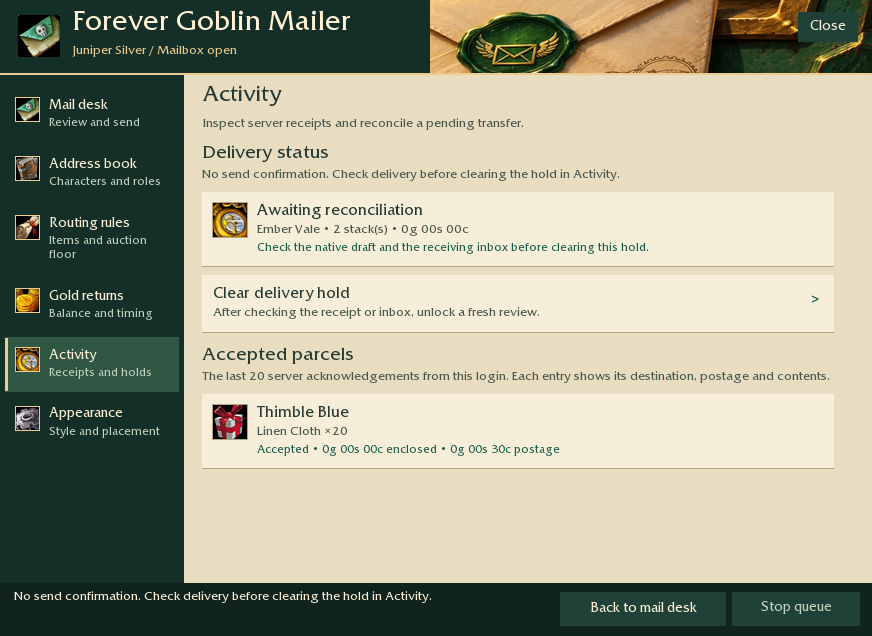 Forever Goblin Mailer
Juniper Silver / Mailbox open
Close
Mail desk
Review and send
Address book
Characters and roles
Routing rules
Items and auction
floor
Gold returns
Balance and timing
Activity
Receipts and holds
Appearance
Style and placement
Activity
Inspect server receipts and reconcile a pending transfer.
Delivery status
No send confirmation. Check delivery before clearing the hold in Activity.
Awaiting reconciliation
Ember Vale • 2 stack(s) • 0g 00s 00c
Check the native draft and the receiving inbox before clearing this hold.
Clear delivery hold
After checking the receipt or inbox, unlock a fresh review.
>
Accepted parcels
The last 20 server acknowledgements from this login. Each entry shows its destination, postage and contents.
Thimble Blue
Linen Cloth ×20
Accepted • 0g 00s 00c enclosed • 0g 00s 30c postage
No send confirmation. Check delivery before clearing the hold in Activity.
Back to mail desk
Stop queue